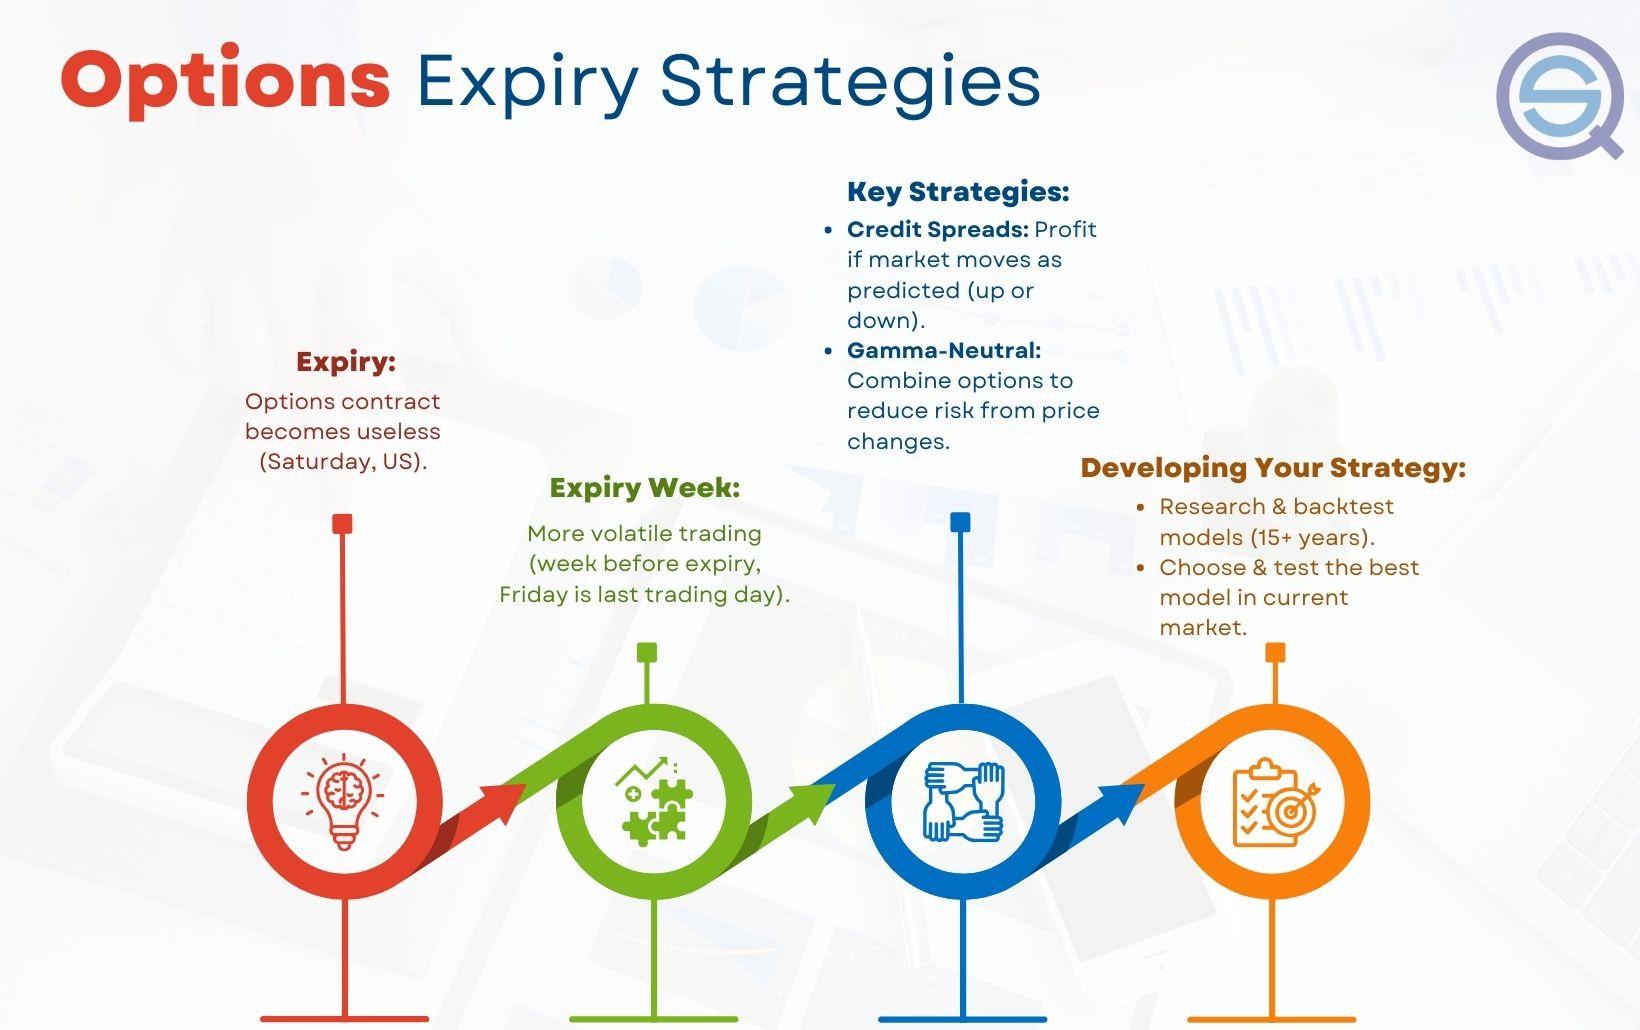 Options Expiry Strategies
Key Strategies:
• Credit Spreads: Profit
if market moves as
predicted (up or
down).
• Gamma-Neutral:
Combine options to
reduce risk from price
changes.
Expiry:
Options contract
becomes useless
(Saturday, US).
Expiry Week:
More volatile trading
(week before expiry,
Friday is last trading day).
Developing Your Strategy:
• Research & backtest
models (15+ years).
• Choose & test the best
model in current
market.